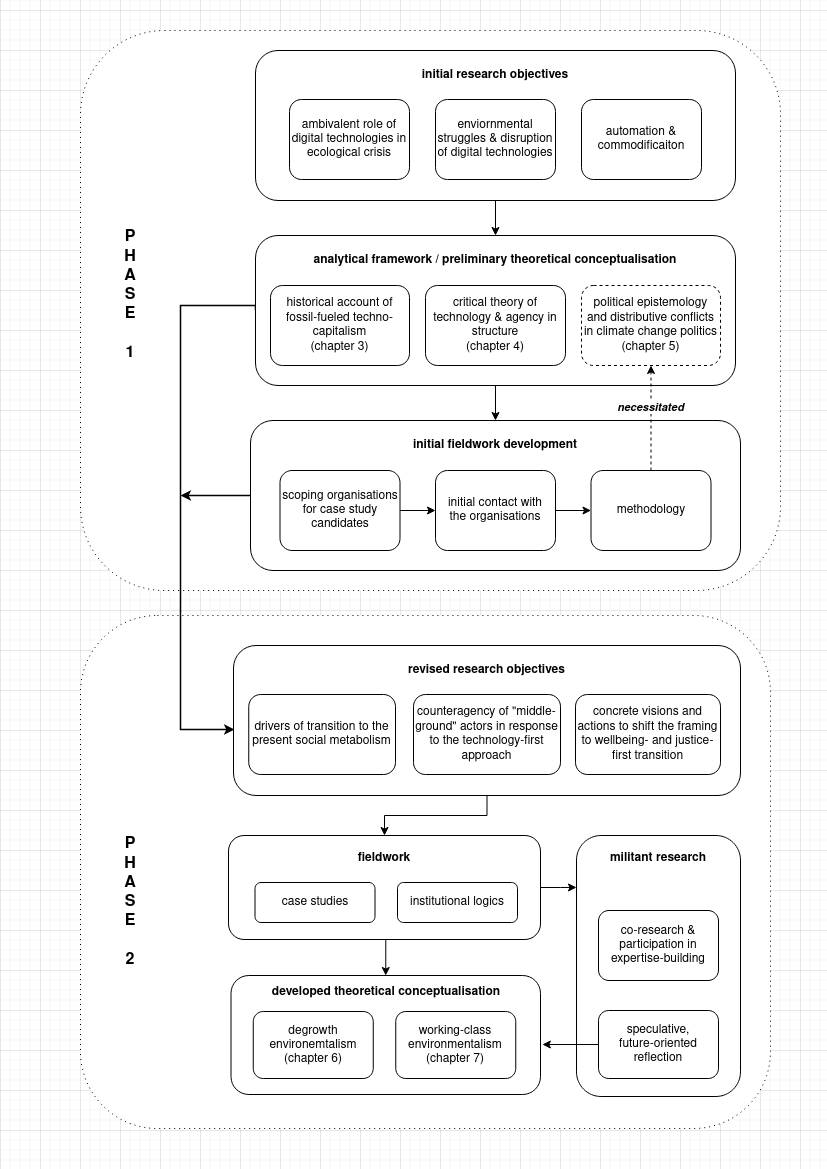 initial research objectives
ambivalent role of
digital technologies in
ecological crisis
enviornmental
struggles & disruption
of digital technologies
automation &
commodificaiton
PHASE 1
analytical framework / preliminary theoretical conceptualisation
historical account of
fossil-fueled techno-
capitalism
(chapter 3)
critical theory of
technology & agency in
structure
(chapter 4)
political epistemology
and distributive conflicts
in climate change politics
(chapter 5)
necessitated
initial fieldwork development
scoping organisations
for case study
candidates
initial contact with
the organisations
methodology
revised research objectives
drivers of transition to the
present social metabolism
counteragency of "middle-
ground" actors in response
to the technology-first
approach
concrete visions and
actions to shift the framing
to wellbeing- and justice-
first transition
PHASE 2
fieldwork
case studies
institutional logics
militant research
co-research &
participation in
expertise-building
speculative,
future-oriented
reflection
developed theoretical conceptualisation
degrowth
environemtalism
(chapter 6)
working-class
environmentalism
(chapter 7)